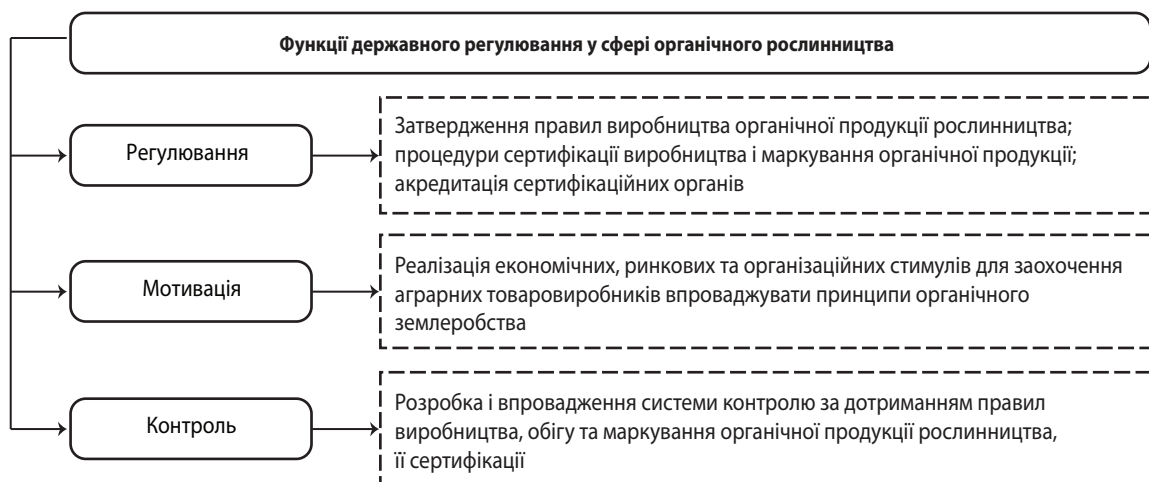 Функції державного регулювання у сфері органічного рослинництва
Регулювання
Затвердження правил виробництва органічної продукції рослинництва;
процедури сертифікації виробництва і маркування органічної продукції;
акредитація сертифікаційних органів
Мотивація
Реалізація економічних, ринкових та організаційних стимулів для заохочення
аграрних товаровиробників впроваджувати принципи органічного
землеробства
Контроль
Розробка і впровадження системи контролю за дотриманням правил
виробництва, обігу та маркування органічної продукції рослинництва,
її сертифікації